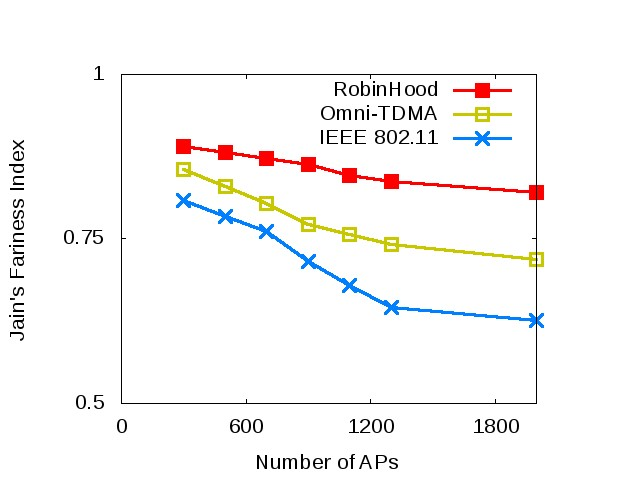 1
RobinHood
Omni-TDMA
IEEE 802.11
0.75
0.5
0
600
1200
1800
Number of APs
Jain's Fariness Index